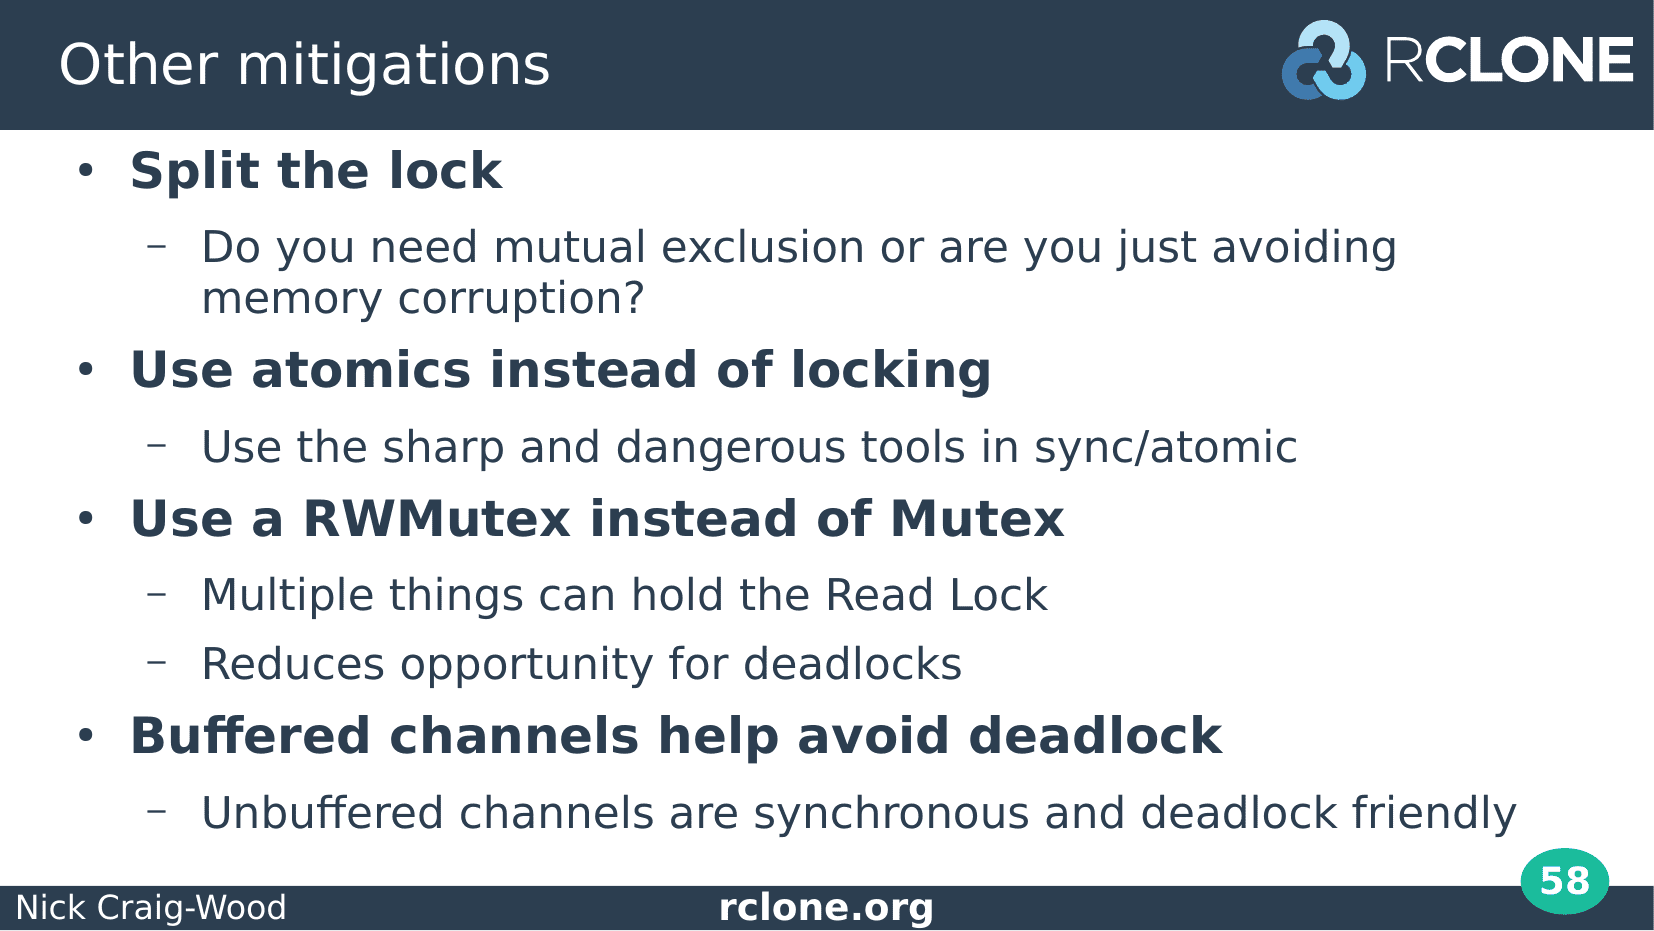 Other mitigations
RCLONE
• Split the lock
– Do you need mutual exclusion or are you just avoiding
memory corruption?
• Use atomics instead of locking
– Use the sharp and dangerous tools in sync/atomic
• Use a RWMutex instead of Mutex
– Multiple things can hold the Read Lock
– Reduces opportunity for deadlocks
• Buffered channels help avoid deadlock
– Unbuffered channels are synchronous and deadlock friendly
58
Nick Craig-Wood
rclone.org